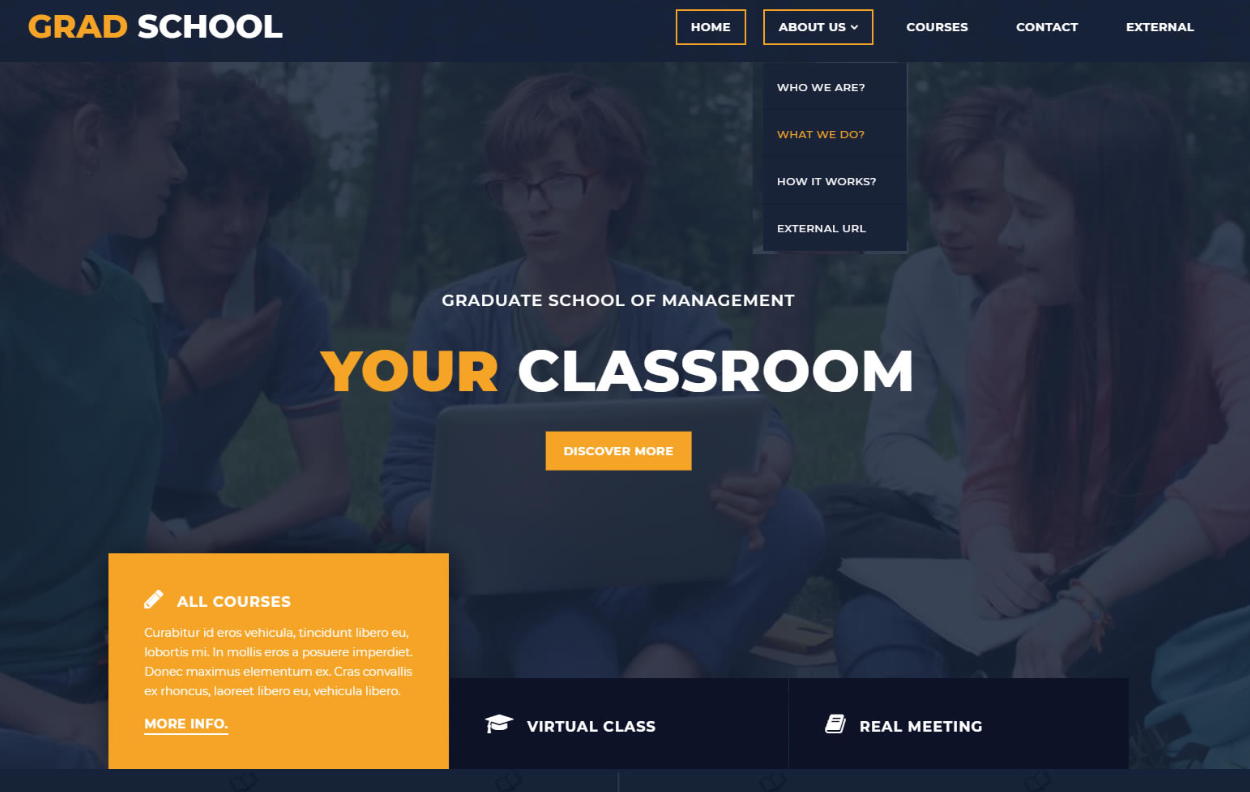 GRAD SCHOOL
HOME
ABOUT US
COURSES
CONTACT
EXTERNAL
WHO WE ARE?
WHAT WE DO?
HOW IT WORKS?
EXTERNAL URL
GRADUATE SCHOOL OF MANAGEMENT
YOUR CLASSROOM
DISCOVER MORE
ALL COURSES
Curabitur id eros vehicula, tincidunt libero eu,
lobortis mi. In mollis eros a posuere imperdiet.
Donec maximus elementum ex. Cras convallis
ex rhoncus, laoreet libero eu, vehicula libero.
MORE INFO.
VIRTUAL CLASS
REAL MEETING